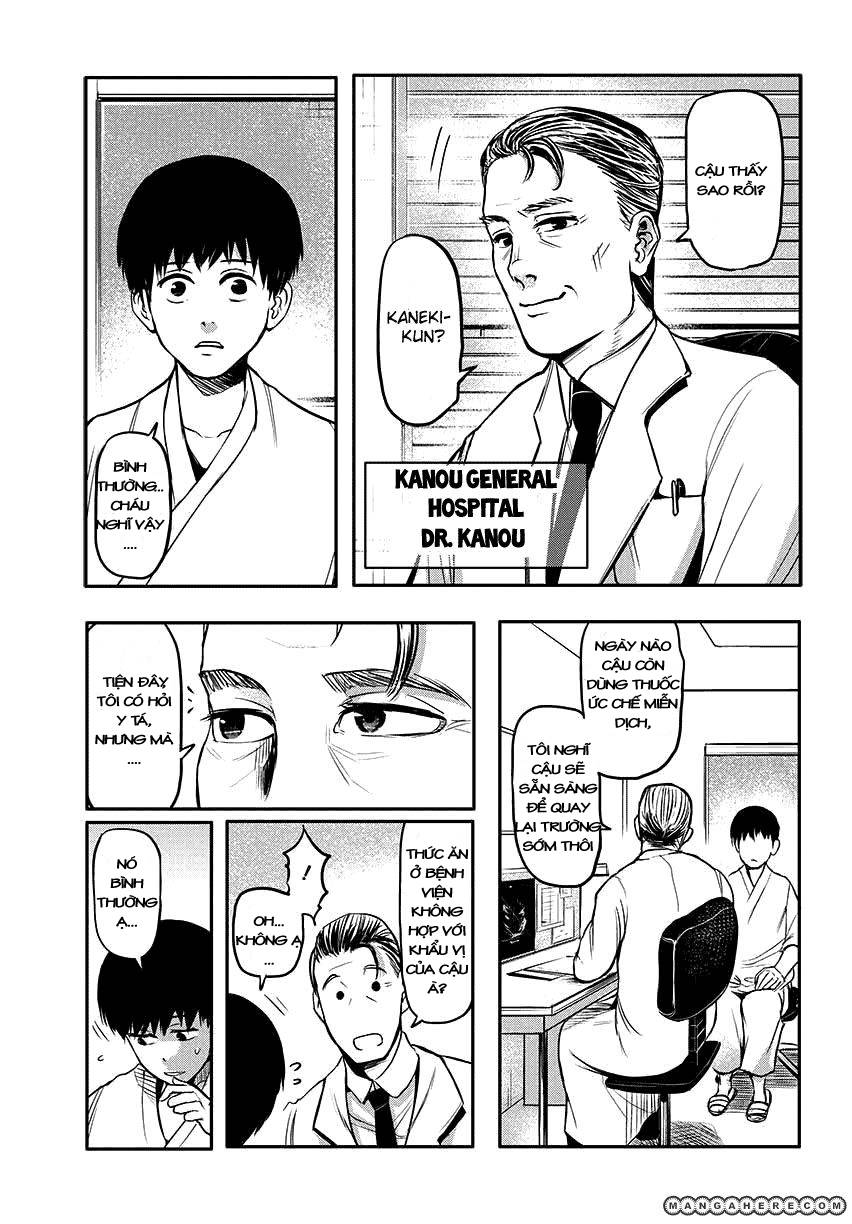 CẬU THẤY
SAO RỒI?
KANEKI-
KUN?
KANOU GENERAL
HOSPITAL
DR. KANOU
BÌNH
THƯỜNG..
CHÁU
NGHĨ VẬY
....
NGÀY NÀO
CẬU CÒN
DÙNG THUỐC
ỨC CHẾ MIỄN
DỊCH,
TÔI NGHĨ
CẬU SẼ
SẴN SÀNG
ĐỂ QUAY
LẠI TRƯỜNG
SỚM THÔI
TIỆN ĐÂY,
TÔI CÓ HỎI
Y TÁ,
NHƯNG MÀ
....
THỨC ĂN
Ở BỆNH
VIỆN
KHÔNG
HỢP VỚI
KHẨU VỊ
CỦA CẬU
À?
!
OH...
KHÔNG Ạ
...
NÓ
BÌNH
THƯỜNG
Ạ...
MANGAHERE.COM